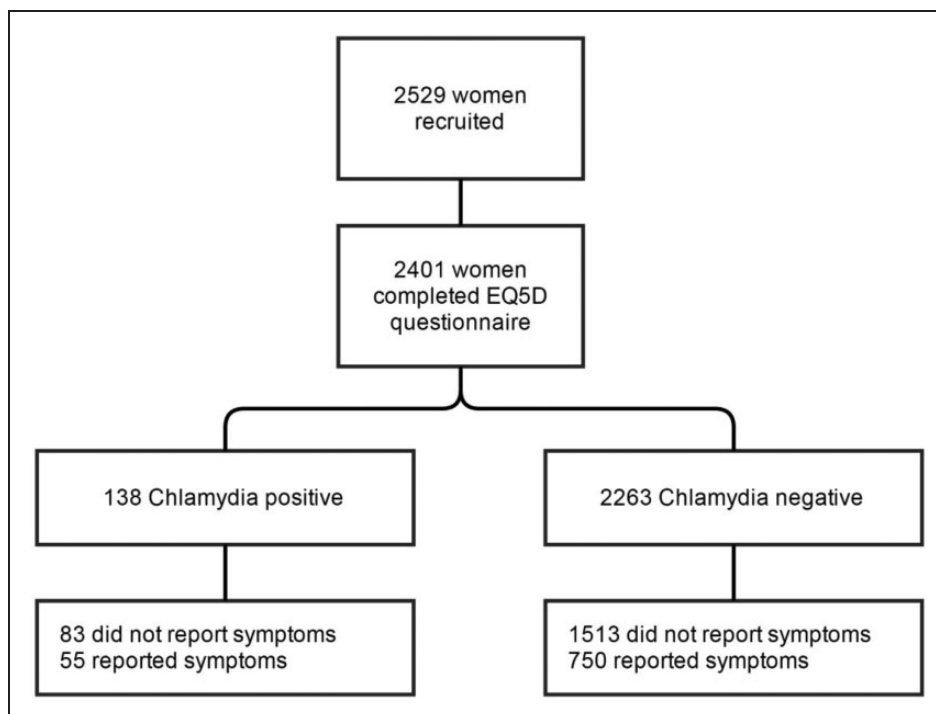 2529 women
recruited
2401 women
completed EQ5D
questionnaire
138 Chlamydia positive
2263 Chlamydia negative
83 did not report symptoms
55 reported symptoms
1513 did not report symptoms
750 reported symptoms